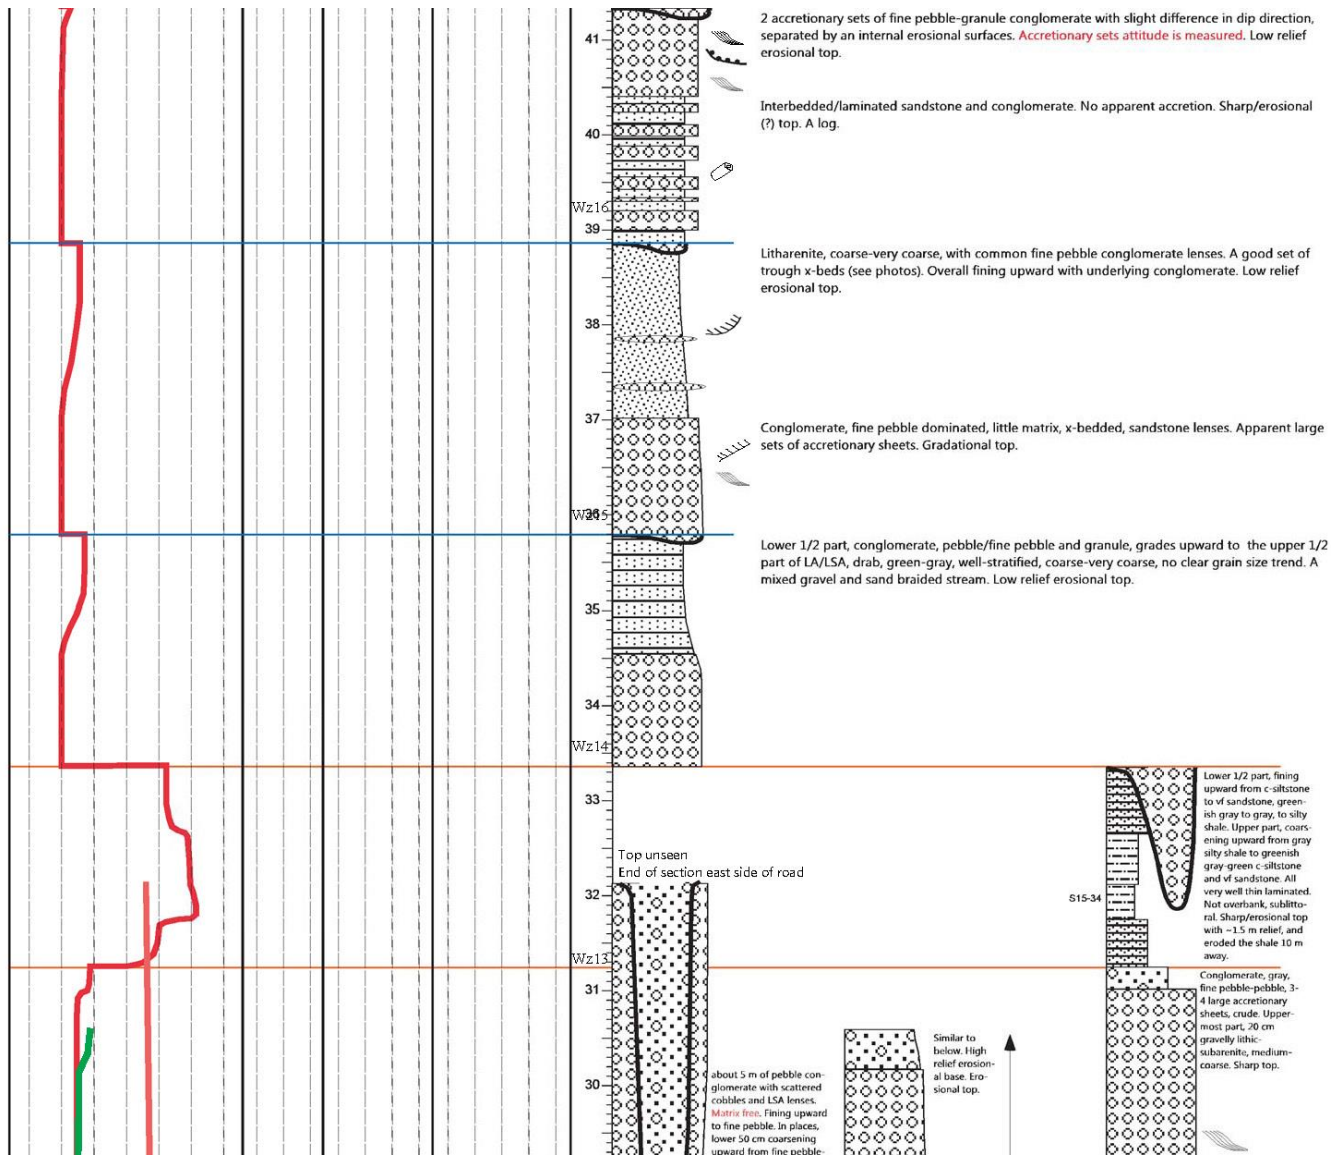 2 accretionary sets of fine pebble-granule conglomerate with slight difference in dip direction,
separated by an internal erosional surfaces. Accretionary sets attitude is measured. Low relief
erosional top.
41
Interbedded/laminated sandstone and conglomerate. No apparent accretion. Sharp/erosional
(?) top. A log.
40
Wz16
39
Litharenite, coarse-very coarse, with common fine pebble conglomerate lenses. A good set of
trough x-beds (see photos). Overall fining upward with underlying conglomerate. Low relief
erosional top.
38
37
Conglomerate, fine pebble dominated, little matrix, x-bedded, sandstone lenses. Apparent large
sets of accretionary sheets. Gradational top.
Wz15
36
Lower 1/2 part, conglomerate, pebble/fine pebble and granule, grades upward to the upper 1/2
part of LA/LSA, drab, green-gray, well-stratified, coarse-very coarse, no clear grain size trend. A
mixed gravel and sand braided stream. Low relief erosional top.
35
34
Wz14
33
Lower 1/2 part, fining
upward from c-siltstone
to vf sandstone, green-
ish gray to gray, to silty
shale. Upper part, coars-
ening upward from gray
silty shale to greenish
gray-green c-siltstone
and vf sandstone. All
very well thin laminated.
Not overbank, sublitto-
ral. Sharp/erosional top
with ~1.5 m relief, and
eroded the shale 10 m
away.
Top unseen
End of section east side of road
32
S15-34
Wz13
31
Conglomerate, gray,
fine pebble-pebble, 3-
4 large accretionary
sheets, crude. Upper-
most part, 20 cm
gravelly lithic-
subarenite, medium-
coarse. Sharp top.
Similar to
below. High
relief erosion-
al base. Ero-
sional top.
30
about 5 m of pebble con-
glomerate with scattered
cobbles and LSA lenses.
Matrix free. Fining upward
to fine pebble. In places,
lower 50 cm coarsening
upward from fine pebble-